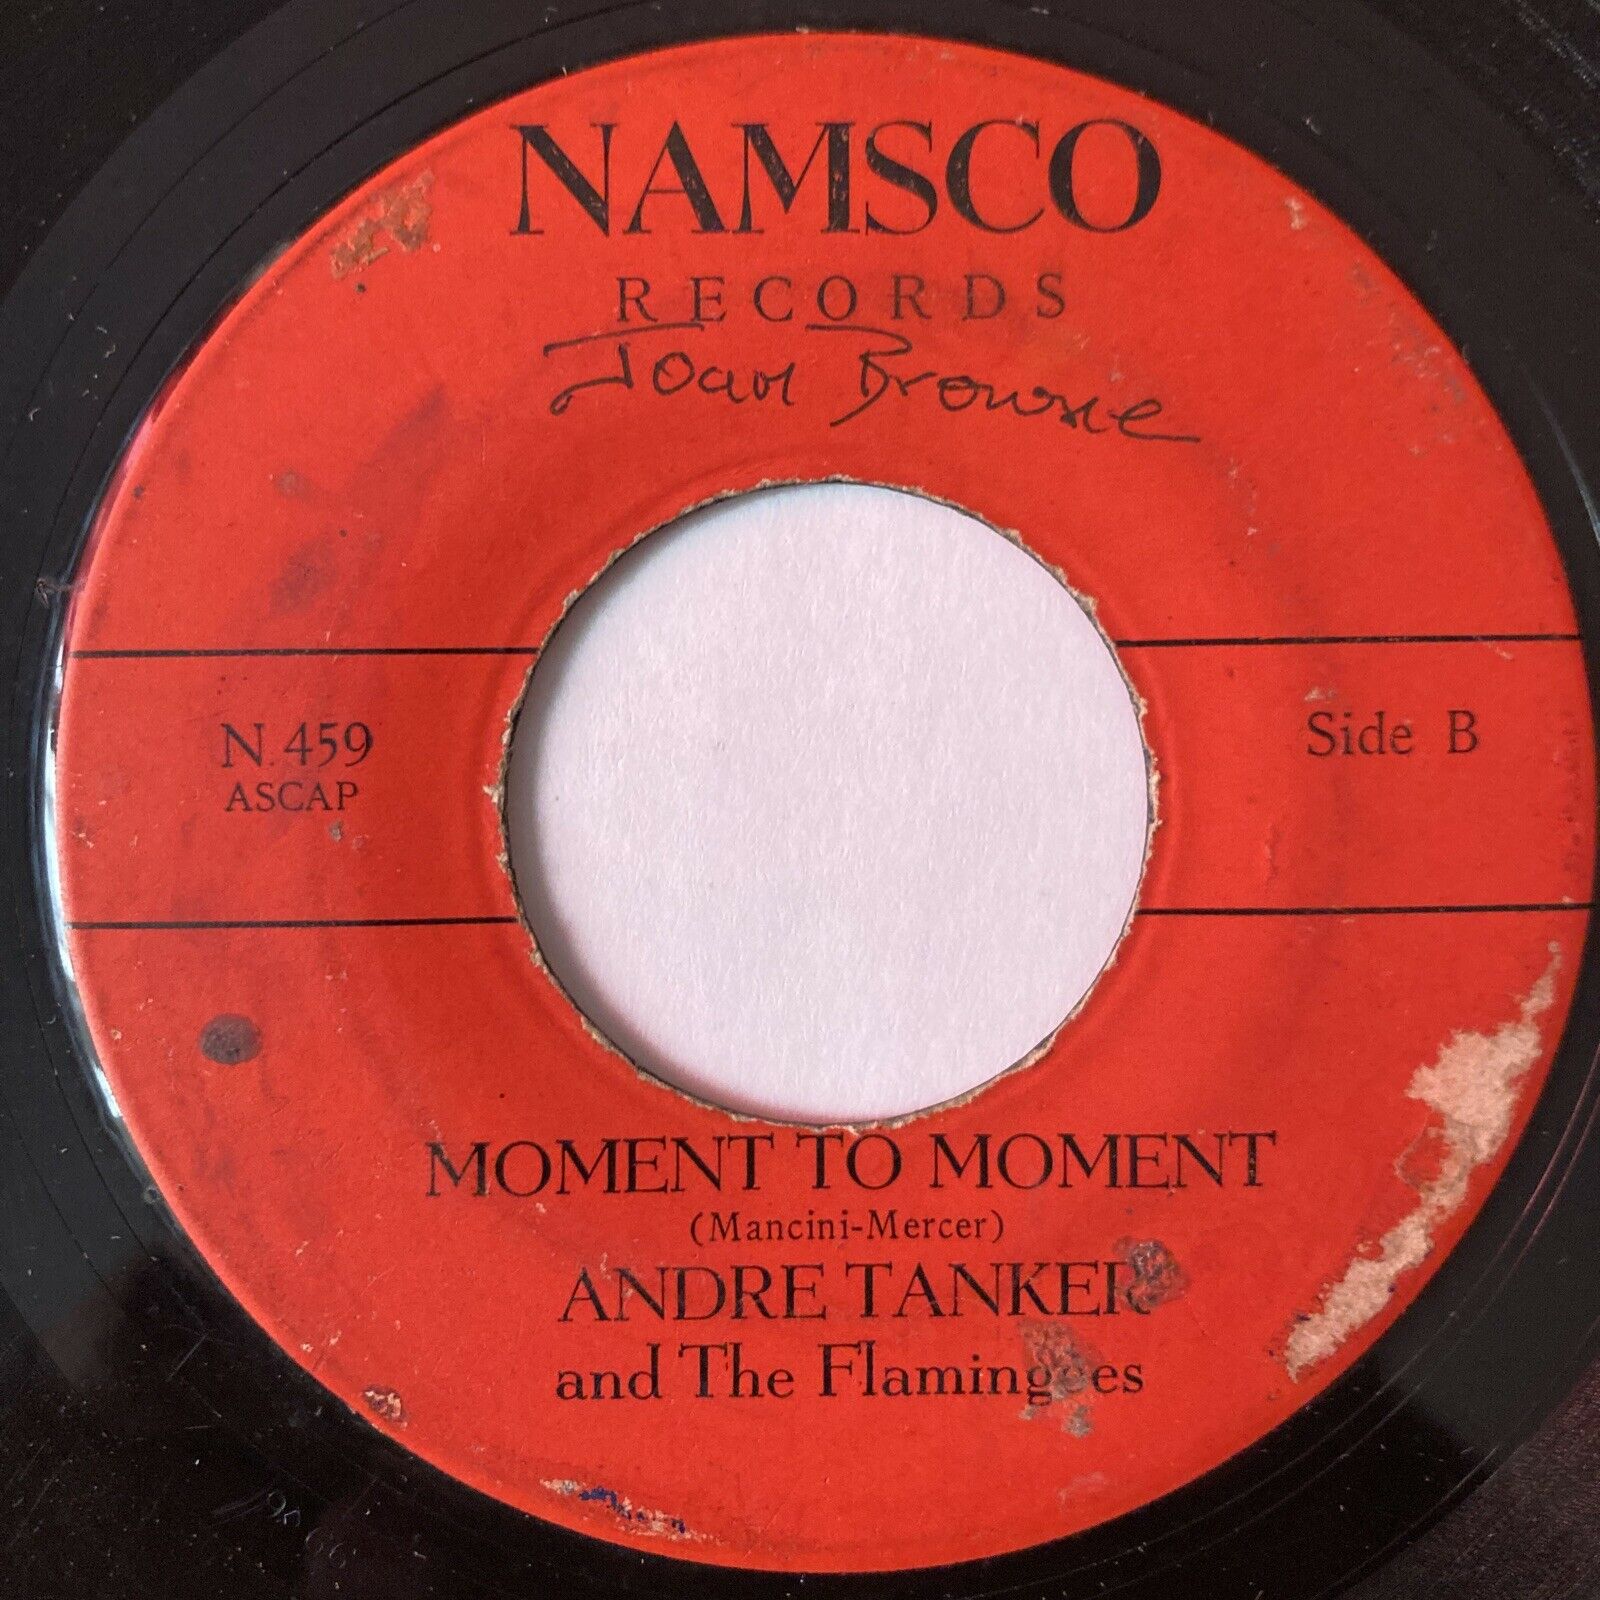 NAMSCO
RECORDS
Joan Browne
N. 459
ASCAP
Side B
MOMENT TO MOMENT
(Mancini-Mercer)
ANDRE TANKER
and The Flamingoes